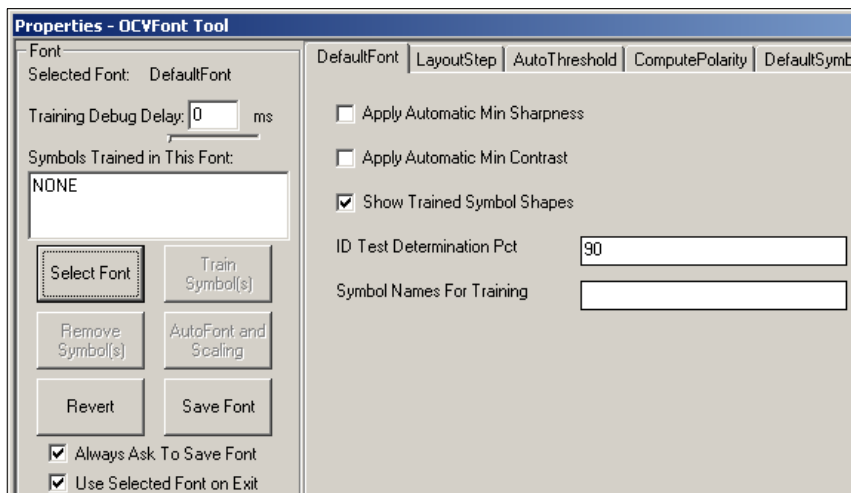 Properties - OCVFont Tool
Font
Selected Font: DefaultFont
Training Debug Delay: 0 ms
Symbols Trained in This Font:
NONE
Select Font
Train Symbol(s)
Remove Symbol(s)
AutoFont and Scaling
Revert
Save Font
Always Ask To Save Font
Use Selected Font on Exit
DefaultFont LayoutStep AutoThreshold ComputePolarity DefaultSymb
Apply Automatic Min Sharpness
Apply Automatic Min Contrast
Show Trained Symbol Shapes
ID Test Determination Pct 90
Symbol Names For Training